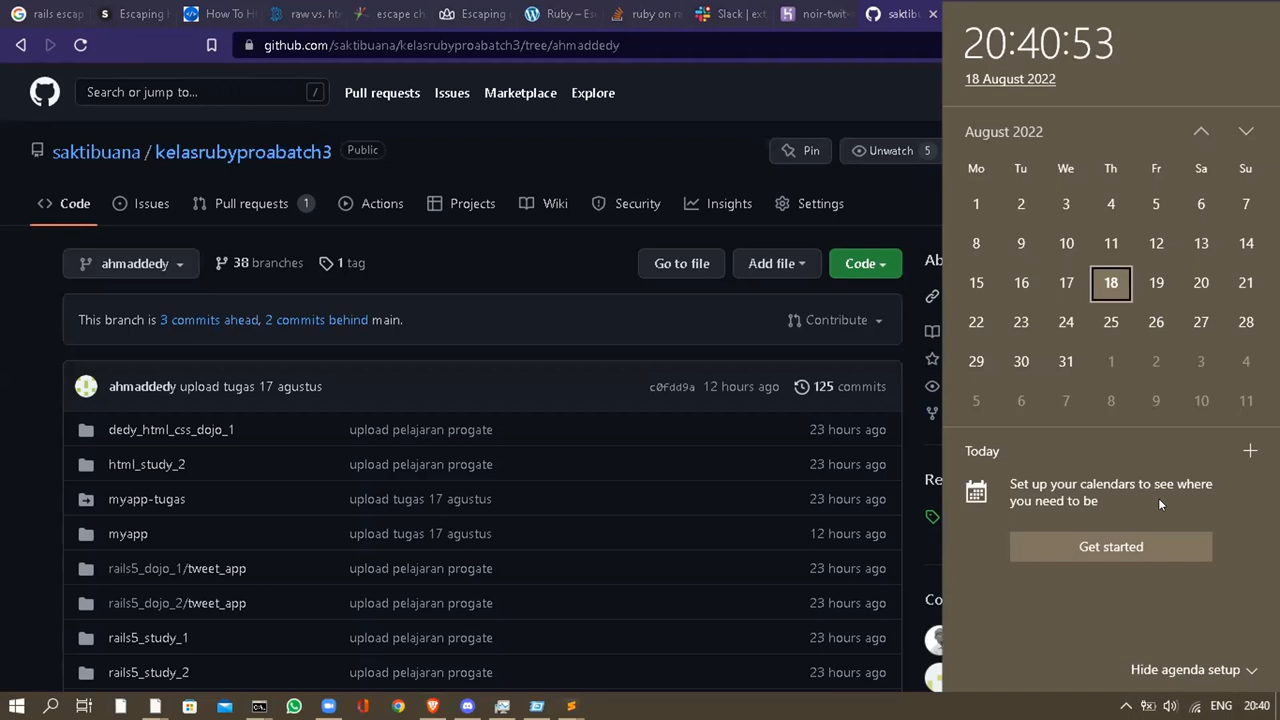 rails escap
Escaping
How To H
raw vs. ht
escape ch
Escaping c
Ruby – Es
ruby on ra
Slack | ext
noir-twit
saktibu
github.com/saktibuana/kelasrubyproabatch3/tree/ahmaddedy
Search or jump to...
/
Pull requests
Issues
Marketplace
Explore
saktibuana / kelasrubyproabatch3
Public
Pin
Unwatch 5
Code
Issues
Pull requests 1
Actions
Projects
Wiki
Security
Insights
Settings
ahmaddedy
38 branches
1 tag
Go to file
Add file
Code
Ab
This branch is 3 commits ahead, 2 commits behind main.
Contribute
ahmaddedy upload tugas 17 agustus
c0fdd9a 12 hours ago
125 commits
dedy_html_css_dojo_1 upload pelajaran progate 23 hours ago
html_study_2 upload pelajaran progate 23 hours ago
myapp-tugas upload tugas 17 agustus 23 hours ago
myapp upload tugas 17 agustus 12 hours ago
rails5_dojo_1/tweet_app upload pelajaran progate 23 hours ago
rails5_dojo_2/tweet_app upload pelajaran progate 23 hours ago
rails5_study_1 upload pelajaran progate 23 hours ago
rails5_study_2 upload pelajaran progate 23 hours ago
Re
Co
20:40:53
18 August 2022
August 2022
Mo Tu We Th Fr Sa Su
1 2 3 4 5 6 7
8 9 10 11 12 13 14
15 16 17 18 19 20 21
22 23 24 25 26 27 28
29 30 31 1 2 3 4
5 6 7 8 9 10 11
Today
Set up your calendars to see where
you need to be
Get started
Hide agenda setup
ENG
20:40